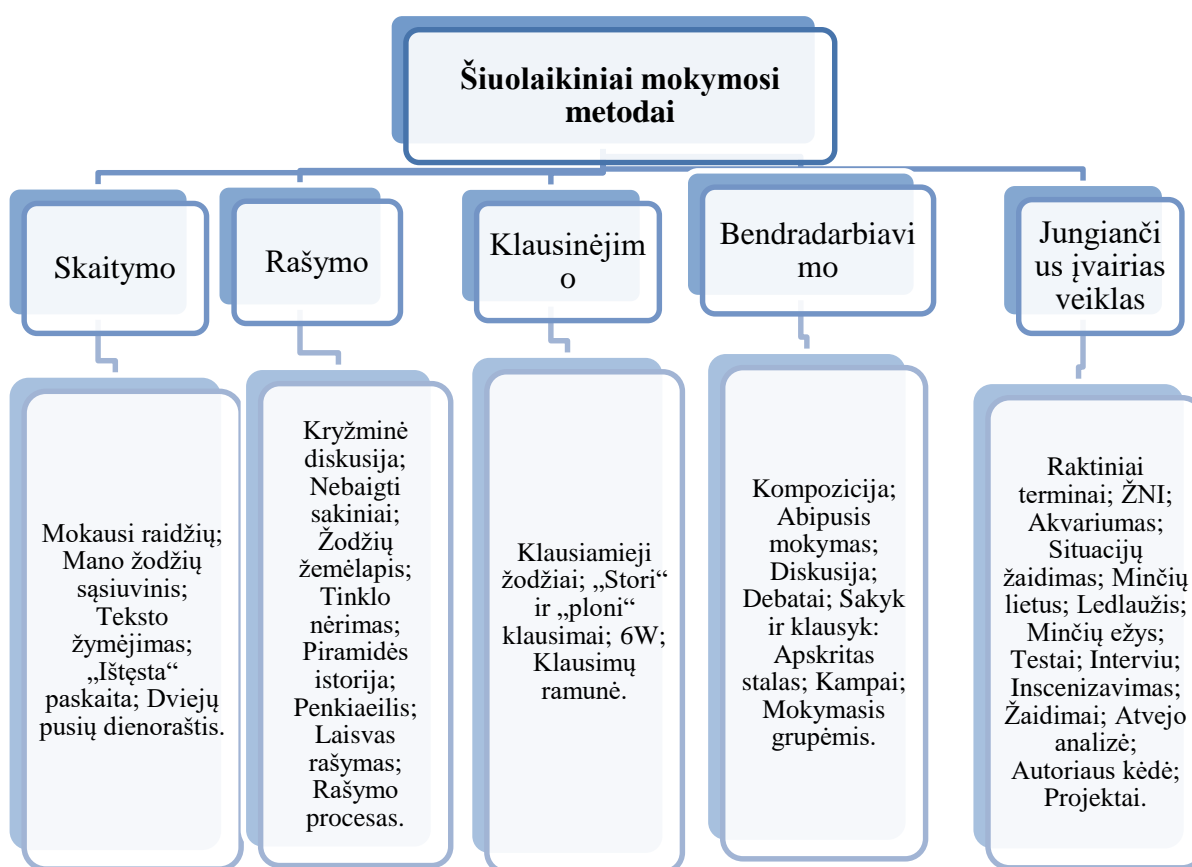 Šiuolaikiniai mokymosi
metodai
Skaitymo
Rašymo
Klausinėjim
o
Bendradarbiavi
mo
Jungianči
us įvairias
veiklas
Mokausi raidžių;
Mano žodžių
sąsiuvinis;
Teksto
žymėjimas;
„Ištęsta“
paskaita; Dviejų
pusių dienoraštis.
Kryžminė
diskusija;
Nebaigti
sakiniai;
Žodžių
žemėlapis;
Tinklo
nėrimas;
Piramidės
istorija;
Penkiaeilis;
Laisvas
rašymas;
Rašymo
procesas.
Klausiamieji
žodžiai; „Stori“
ir „ploni“
klausimai; 6W;
Klausimų
ramunė.
Kompozicija;
Abipusis
mokymas;
Diskusija;
Debatai; Sakyk
ir klausyk:
Apskritas
stalas; Kampai;
Mokymasis
grupėmis.
Raktiniai
terminai; ŽNI;
Akvariumas;
Situacijų
žaidimas; Minčių
lietus; Ledlaužis;
Minčių ežys;
Testai; Interviu;
Inscenizavimas;
Žaidimai; Atvejo
analizė;
Autoriaus kėdė;
Projektai.